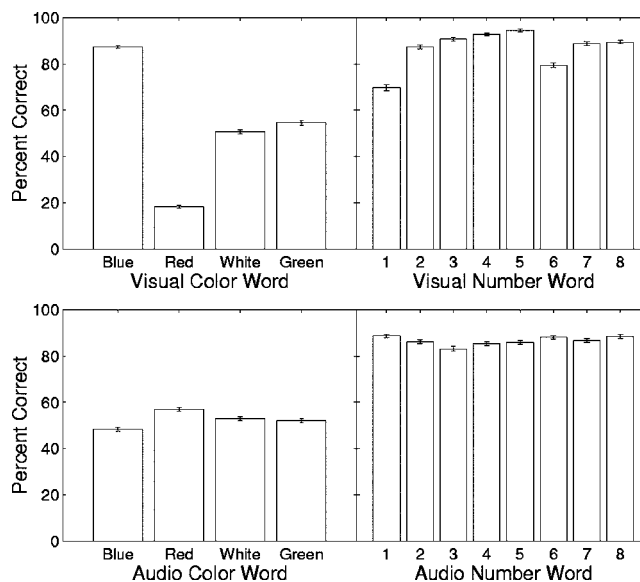 100
80
60
40
20
0
Percent Correct
Blue Red White Green
1 2 3 4 5 6 7 8
Visual Color Word
Visual Number Word
100
80
60
40
20
0
Percent Correct
Blue Red White Green
1 2 3 4 5 6 7 8
Audio Color Word
Audio Number Word